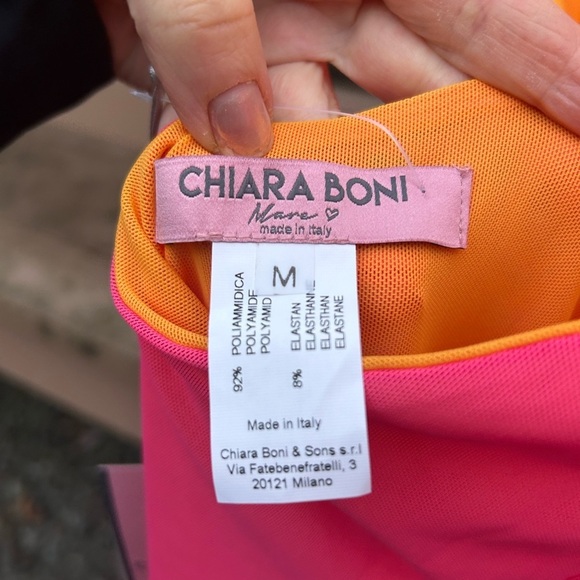 CHIARA BONI
Mare ♡
made in Italy
M
92% POLIAMMIDICA
POLYAMIDE
POLYAMID
8% ELASTAN
ELASTHANNE
ELASTHAN
ELASTANE
Made in Italy
Chiara Boni & Sons s.r.l
Via Fatebenefratelli, 3
20121 Milano